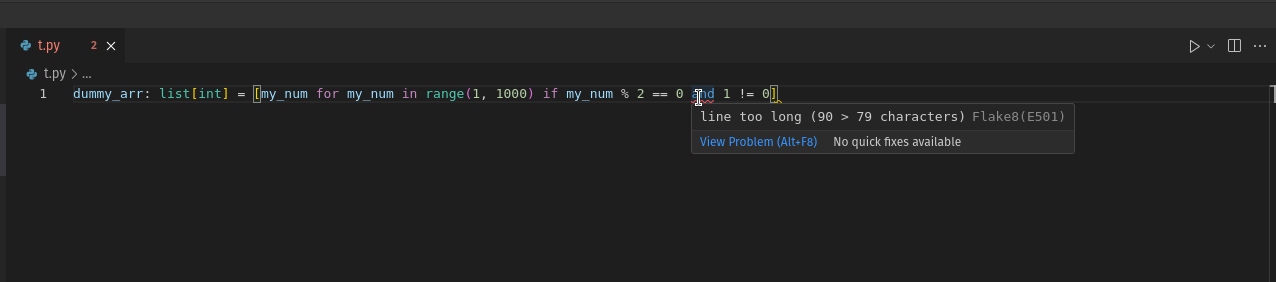 t.py 2
t.py > ...
1 dummy_arr: list[int] = [my_num for my_num in range(1, 1000) if my_num % 2 == 0 and 1 != 0]
line too long (90 > 79 characters) Flake8(E501)
View Problem (Alt+F8) No quick fixes available